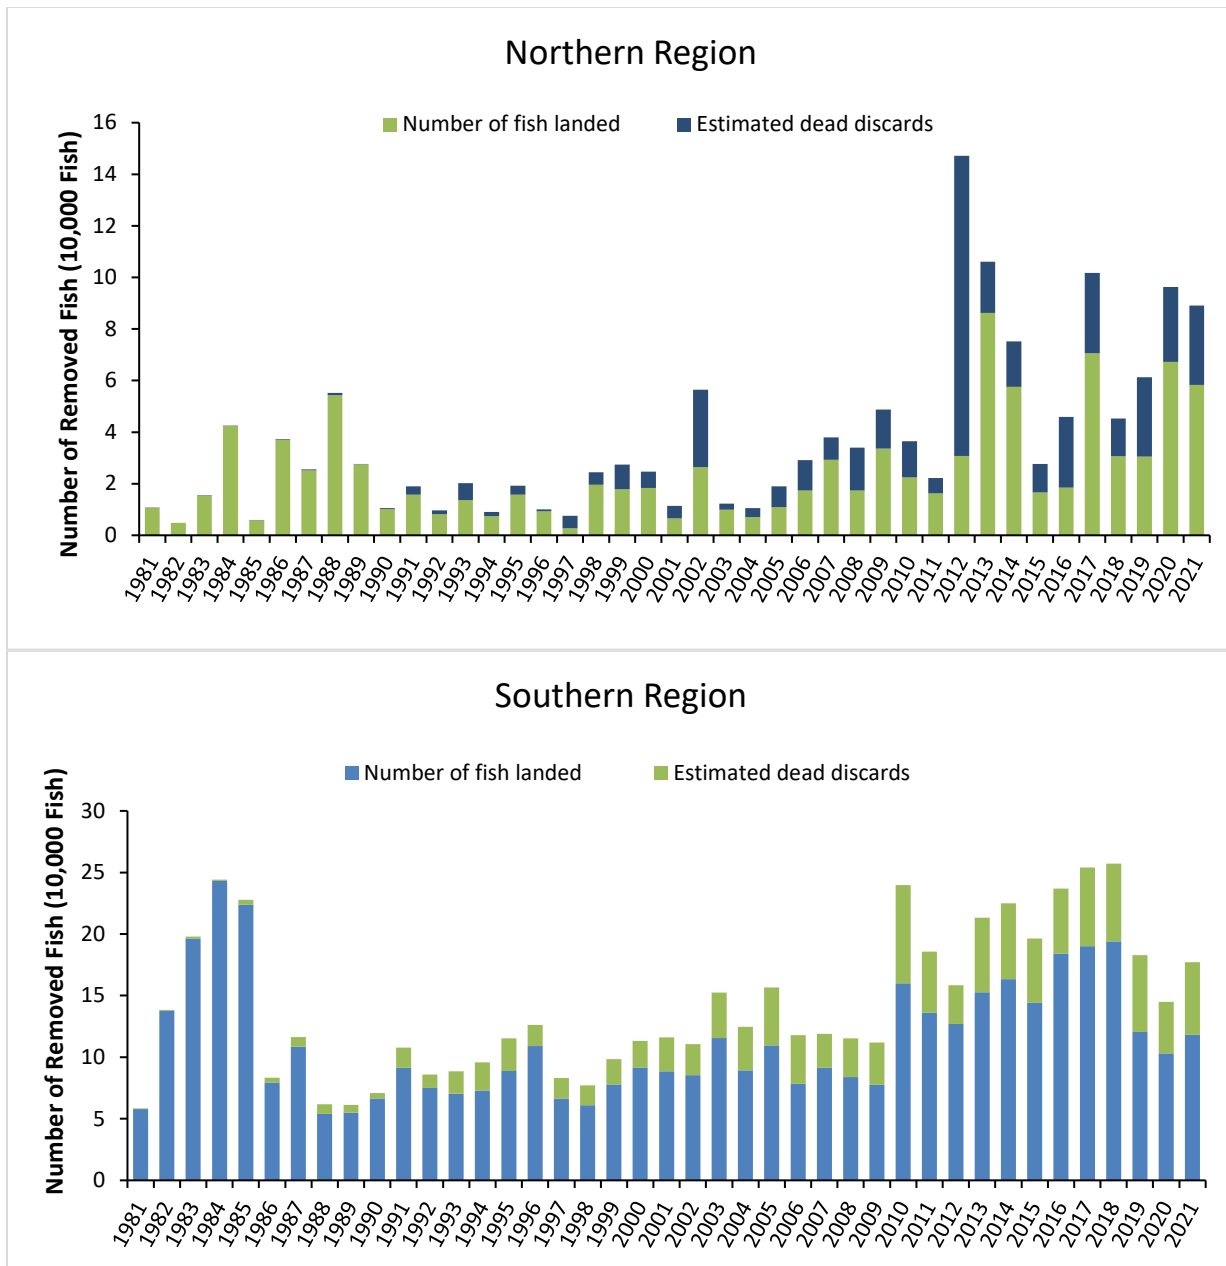 Northern Region
Number of fish landed Estimated dead discards
Number of Removed Fish (10,000 Fish)
16
14
12
10
8
6
4
2
0
1981 1982 1983 1984 1985 1986 1987 1988 1989 1990 1991 1992 1993 1994 1995 1996 1997 1998 1999 2000 2001 2002 2003 2004 2005 2006 2007 2008 2009 2010 2011 2012 2013 2014 2015 2016 2017 2018 2019 2020 2021
Southern Region
Number of fish landed Estimated dead discards
Number of Removed Fish (10,000 Fish)
30
25
20
15
10
5
0
1981 1982 1983 1984 1985 1986 1987 1988 1989 1990 1991 1992 1993 1994 1995 1996 1997 1998 1999 2000 2001 2002 2003 2004 2005 2006 2007 2008 2009 2010 2011 2012 2013 2014 2015 2016 2017 2018 2019 2020 2021